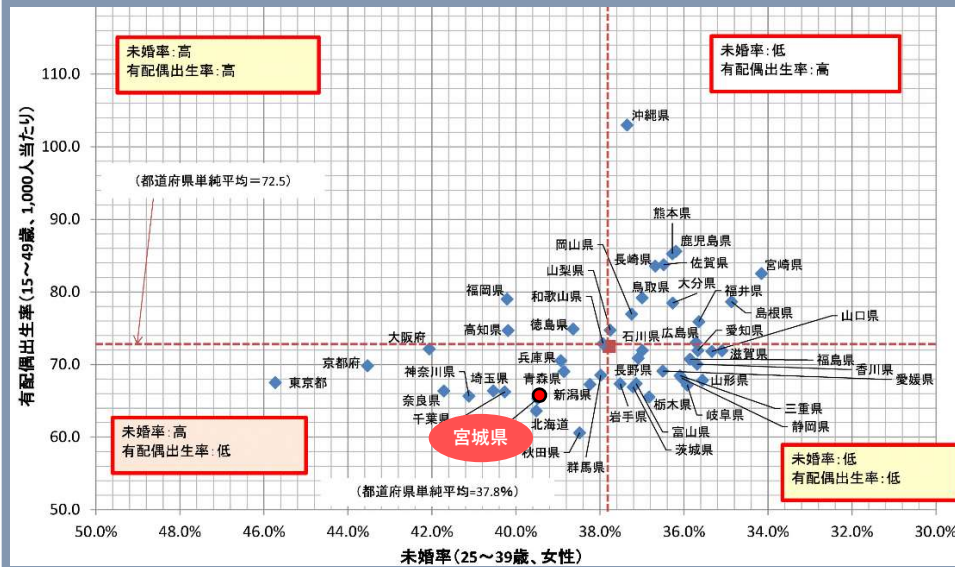 未婚率:高
有配偶出生率:高
未婚率:低
有配偶出生率:高
有配偶出生率(15～49歳、1,000人当たり)
110.0
100.0
90.0
80.0
70.0
60.0
50.0
(都道府県単純平均=72.5)
沖縄県
熊本県
鹿児島県
岡山県
長崎県
佐賀県
宮崎県
山梨県
鳥取県
大分県
福井県
福岡県
和歌山県
島根県
高知県
徳島県
石川県
広島県
愛知県
山口県
大阪府
兵庫県
滋賀県
福島県
京都府
神奈川県
埼玉県
青森県
長野県
香川県
東京都
新潟県
山形県
愛媛県
奈良県
千葉県
北海道
岩手県
栃木県
岐阜県
三重県
宮城県
富山県
静岡県
秋田県
群馬県
茨城県
未婚率:高
有配偶出生率:低
未婚率:低
有配偶出生率:低
(都道府県単純平均=37.8%)
50.0%
48.0%
46.0%
44.0%
42.0%
40.0%
38.0%
36.0%
34.0%
32.0%
30.0%
未婚率(25～39歳、女性)